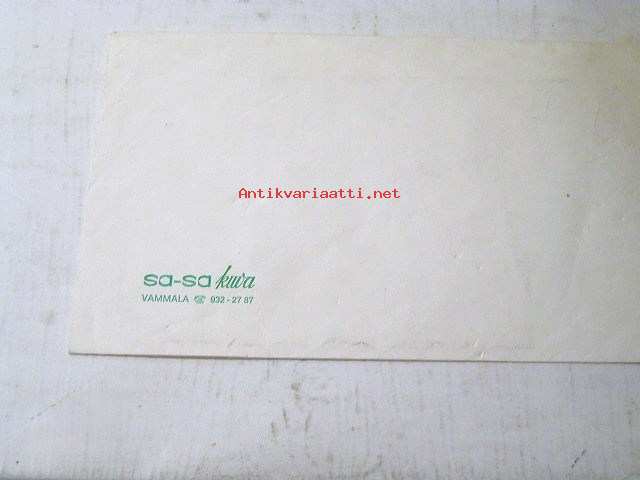 Antikvariaatti.net
sa-sa kuva
VAMMALA ☎ 932-27 87